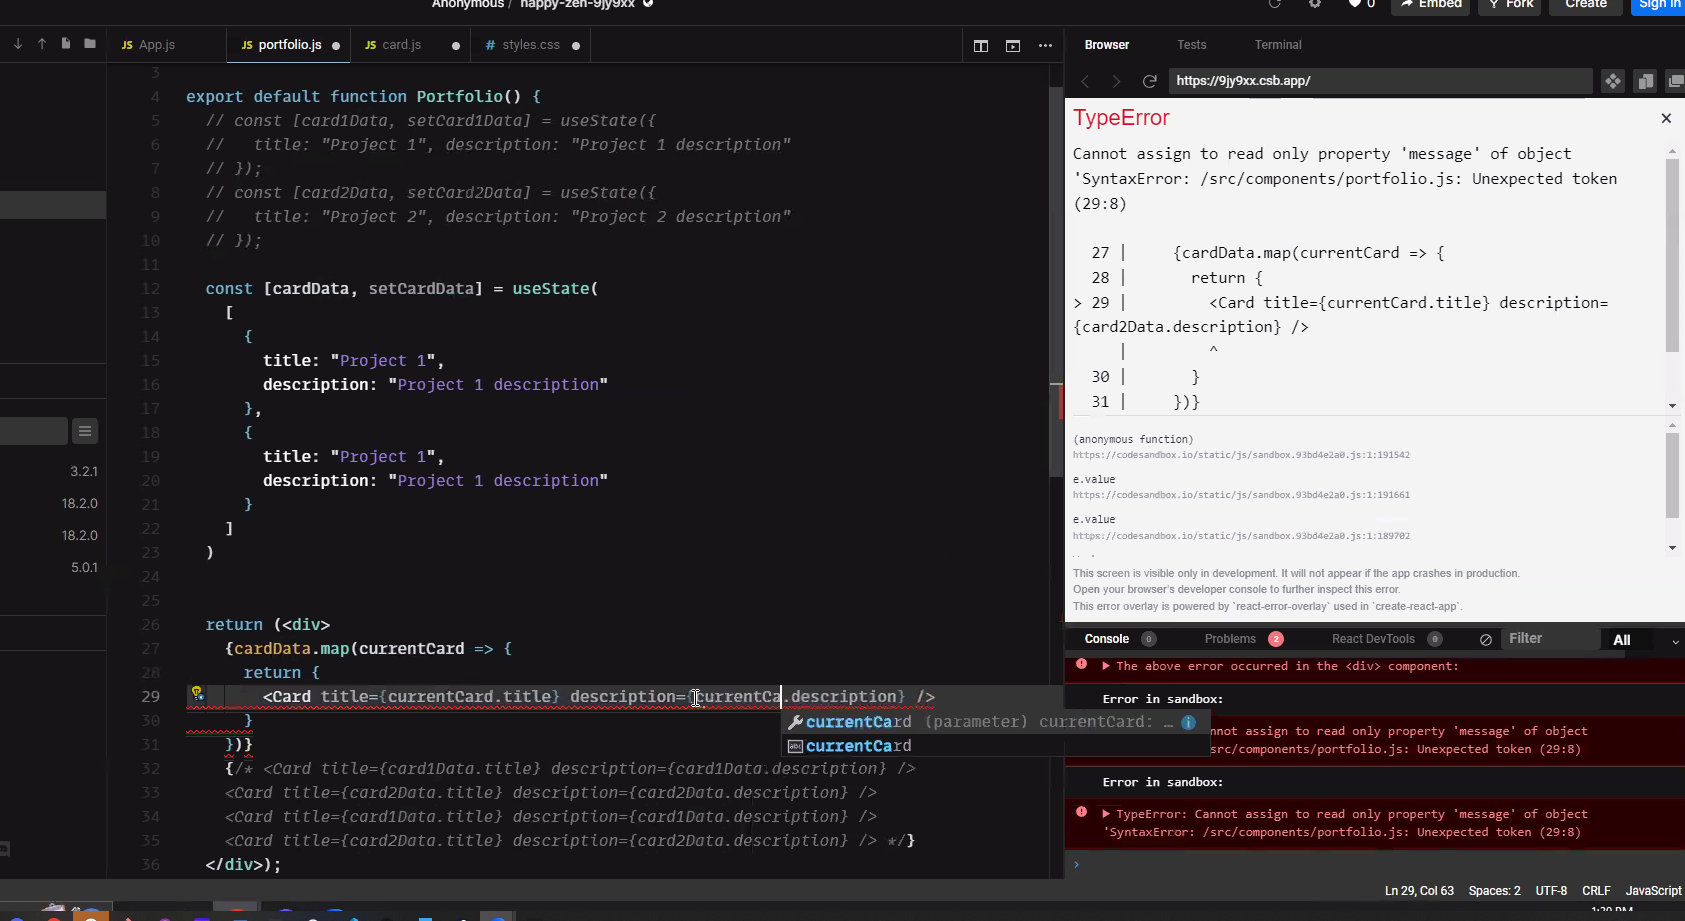 Anonymous / happy-zen-9jy9xx
0 Embed Fork Create Sign in
JS App.js JS portfolio.js JS card.js # styles.css
3
4 export default function Portfolio() {
5 // const [card1Data, setCard1Data] = useState({
6 //   title: "Project 1", description: "Project 1 description"
7 // });
8 // const [card2Data, setCard2Data] = useState({
9 //   title: "Project 2", description: "Project 2 description"
10 // });
11
12 const [cardData, setCardData] = useState(
13 [
14 {
15 title: "Project 1",
16 description: "Project 1 description"
17 },
18 {
19 title: "Project 1",
20 description: "Project 1 description"
21 }
22 ]
23 )
24
25
26 return (<div>
27 {cardData.map(currentCard => {
28 return {
29 <Card title={currentCard.title} description={currentCa.description} />
currentCard (parameter) currentCard: …
abc currentCard
30 }
31 })}
32 {/* <Card title={card1Data.title} description={card1Data.description} />
33 <Card title={card2Data.title} description={card2Data.description} />
34 <Card title={card1Data.title} description={card1Data.description} />
35 <Card title={card2Data.title} description={card2Data.description} /> */}
36 </div>);
3.2.1
18.2.0
18.2.0
5.0.1
Browser Tests Terminal
https://9jy9xx.csb.app/
TypeError
Cannot assign to read only property 'message' of object
'SyntaxError: /src/components/portfolio.js: Unexpected token
(29:8)
27 | {cardData.map(currentCard => {
28 | return {
> 29 | <Card title={currentCard.title} description=
{card2Data.description} />
| ^
30 | }
31 | })}
(anonymous function)
https://codesandbox.io/static/js/sandbox.93bd4e2a0.js:1:191542
e.value
https://codesandbox.io/static/js/sandbox.93bd4e2a0.js:1:191661
e.value
https://codesandbox.io/static/js/sandbox.93bd4e2a0.js:1:189702
This screen is visible only in development. It will not appear if the app crashes in production.
Open your browser's developer console to further inspect this error.
This error overlay is powered by `react-error-overlay` used in `create-react-app`.
Console 0 Problems 2 React DevTools 0 Filter All
The above error occurred in the <div> component:
Error in sandbox:
nnot assign to read only property 'message' of object
src/components/portfolio.js: Unexpected token (29:8)
Error in sandbox:
TypeError: Cannot assign to read only property 'message' of object
'SyntaxError: /src/components/portfolio.js: Unexpected token (29:8)
Ln 29, Col 63 Spaces: 2 UTF-8 CRLF JavaScript